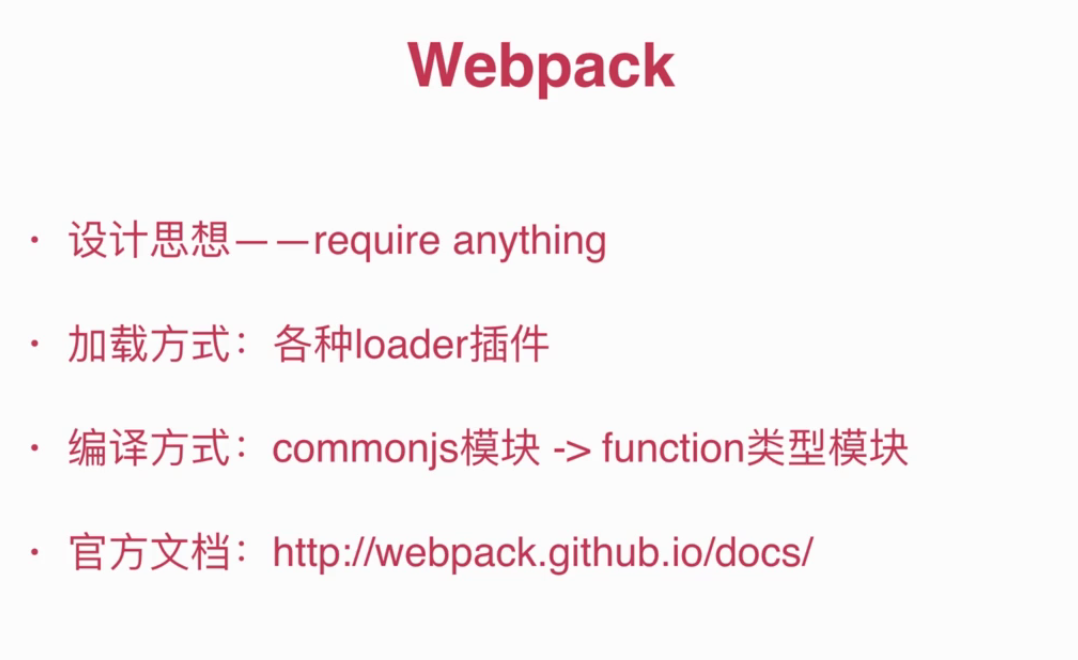 Webpack
· 设计思想——require anything
· 加载方式：各种loader插件
· 编译方式：commonjs模块 -> function类型模块
· 官方文档：http://webpack.github.io/docs/